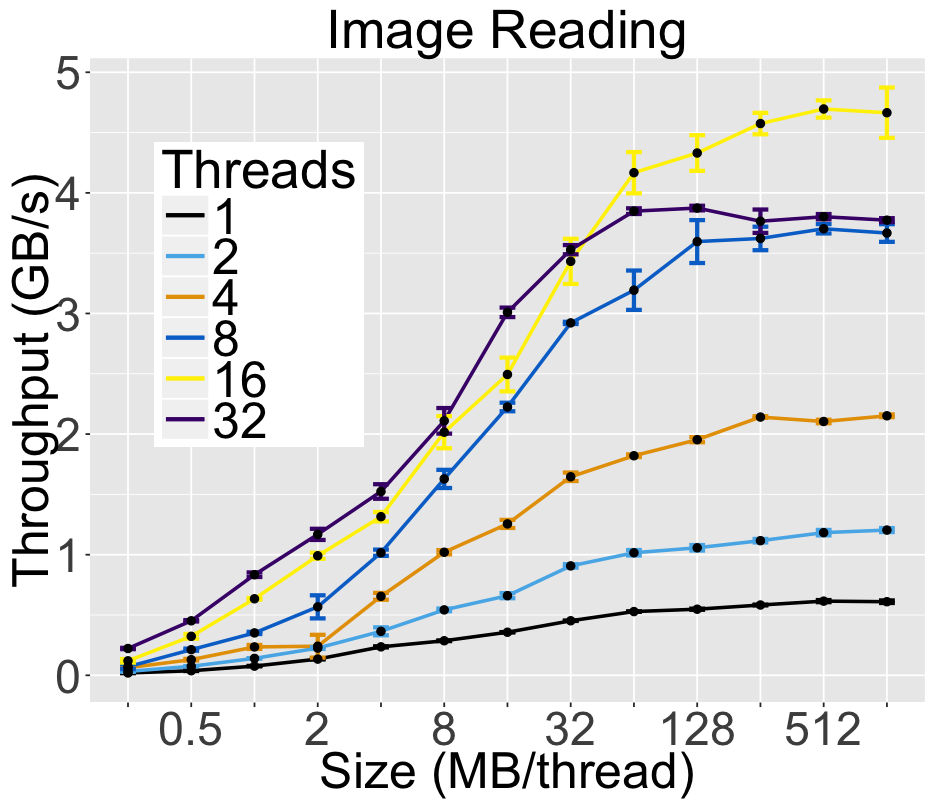 Image Reading
Throughput (GB/s)
5
4
3
2
1
0
Threads
1
2
4
8
16
32
0.5 2 8 32 128 512
Size (MB/thread)